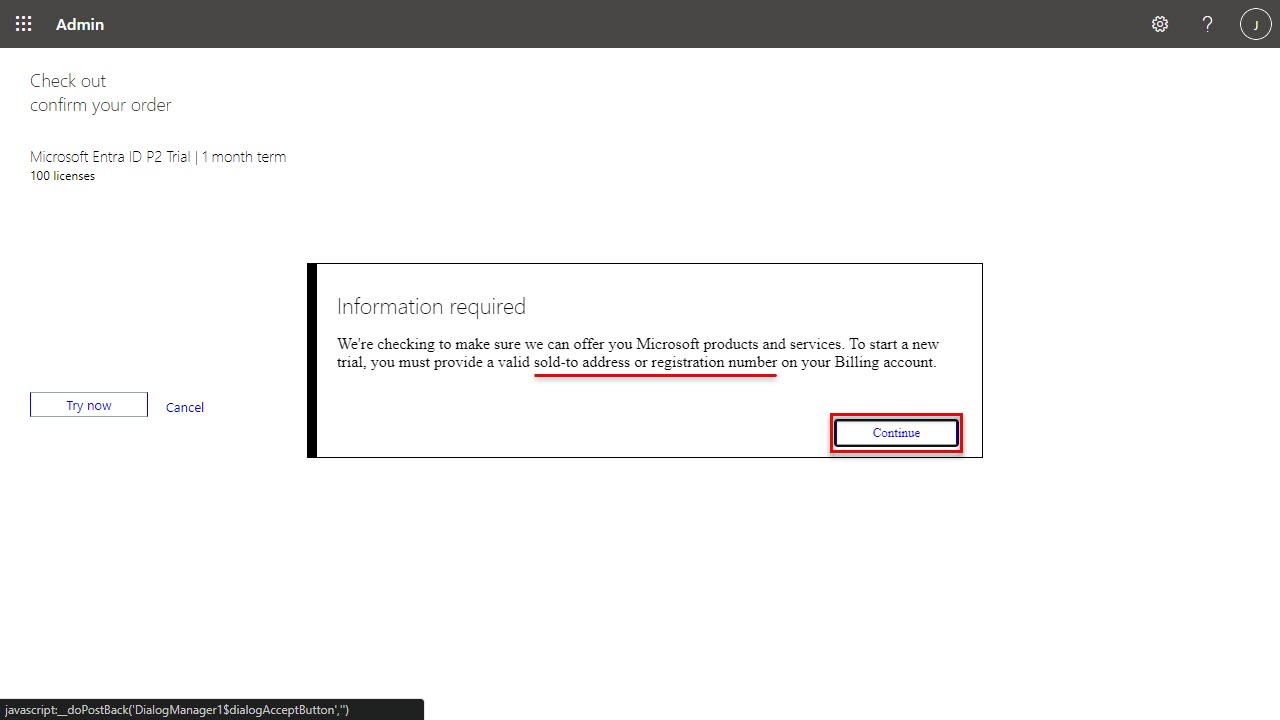 Admin
?
J
Check out
confirm your order
Microsoft Entra ID P2 Trial | 1 month term
100 licenses
Information required
We're checking to make sure we can offer you Microsoft products and services. To start a new
trial, you must provide a valid sold-to address or registration number on your Billing account.
Try now
Cancel
Continue
javascript:__doPostBack('DialogManager1$dialogAcceptButton','')